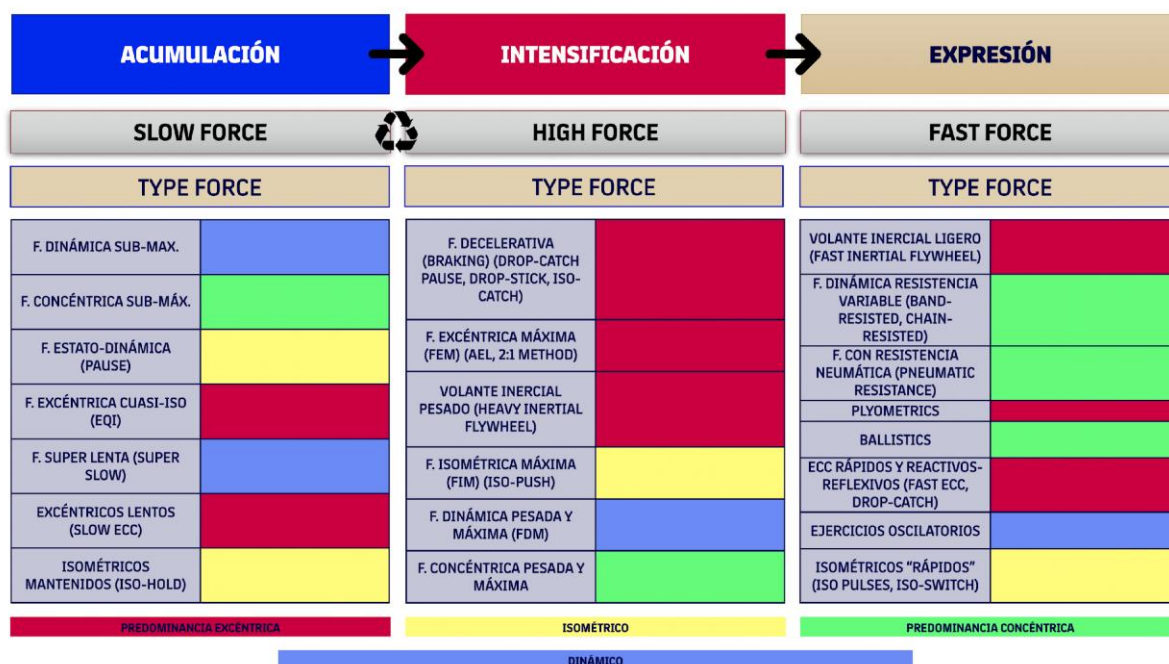 ACUMULACIÓN
INTENSIFICACIÓN
EXPRESIÓN
SLOW FORCE
HIGH FORCE
FAST FORCE
TYPE FORCE
TYPE FORCE
TYPE FORCE
F. DINÁMICA SUB-MAX.
F. CONCÉNTRICA SUB-MÁX.
F. ESTATO-DINÁMICA
(PAUSE)
F. EXCÉNTRICA CUASI-ISO
(EQI)
F. SUPER LENTA (SUPER
SLOW)
EXCÉNTRICOS LENTOS
(SLOW ECC)
ISOMÉTRICOS
MANTENIDOS (ISO-HOLD)
F. DECELERATIVA
(BRAKING) (DROP-CATCH
PAUSE, DROP-STICK, ISO-
CATCH)
F. EXCÉNTRICA MÁXIMA
(FEM) (AEL, 2:1 METHOD)
VOLANTE INERCIAL
PESADO (HEAVY INERTIAL
FLYWHEEL)
F. ISOMÉTRICA MÁXIMA
(FIM) (ISO-PUSH)
F. DINÁMICA PESADA Y
MÁXIMA (FDM)
F. CONCÉNTRICA PESADA Y
MÁXIMA
VOLANTE INERCIAL LIGERO
(FAST INERTIAL FLYWHEEL)
F. DINÁMICA RESISTENCIA
VARIABLE (BAND-
RESISTED, CHAIN-
RESISTED)
F. CON RESISTENCIA
NEUMÁTICA (PNEUMATIC
RESISTANCE)
PLYOMETRICS
BALLISTICS
ECC RÁPIDOS Y REACTIVOS-
REFLEXIVOS (FAST ECC,
DROP-CATCH)
EJERCICIOS OSCILATORIOS
ISOMÉTRICOS “RÁPIDOS”
(ISO PULSES, ISO-SWITCH)
PREDOMINANCIA EXCÉNTRICA
ISOMÉTRICO
PREDOMINANCIA CONCÉNTRICA
DINÁMICO